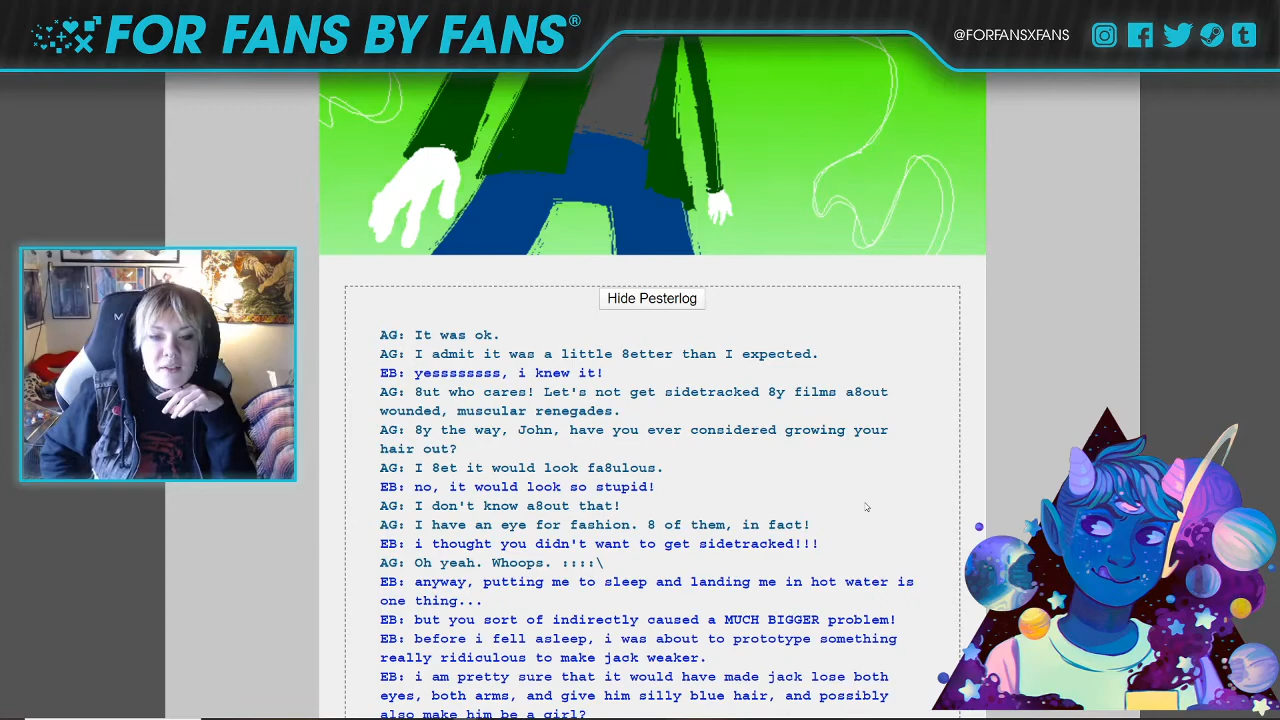 FOR FANS BY FANS®
@FORFANSXFANS
Hide Pesterlog
AG: It was ok.
AG: I admit it was a little 8etter than I expected.
EB: yessssssss, i knew it!
AG: 8ut who cares! Let's not get sidetracked 8y films a8out
wounded, muscular renegades.
AG: 8y the way, John, have you ever considered growing your
hair out?
AG: I 8et it would look fa8ulous.
EB: no, it would look so stupid!
AG: I don't know a8out that!
AG: I have an eye for fashion. 8 of them, in fact!
EB: i thought you didn't want to get sidetracked!!!
AG: Oh yeah. Whoops. ::::\
EB: anyway, putting me to sleep and landing me in hot water is
one thing...
EB: but you sort of indirectly caused a MUCH BIGGER problem!
EB: before i fell asleep, i was about to prototype something
really ridiculous to make jack weaker.
EB: i am pretty sure that it would have made jack lose both
eyes, both arms, and give him silly blue hair, and possibly
also make him be a girl?